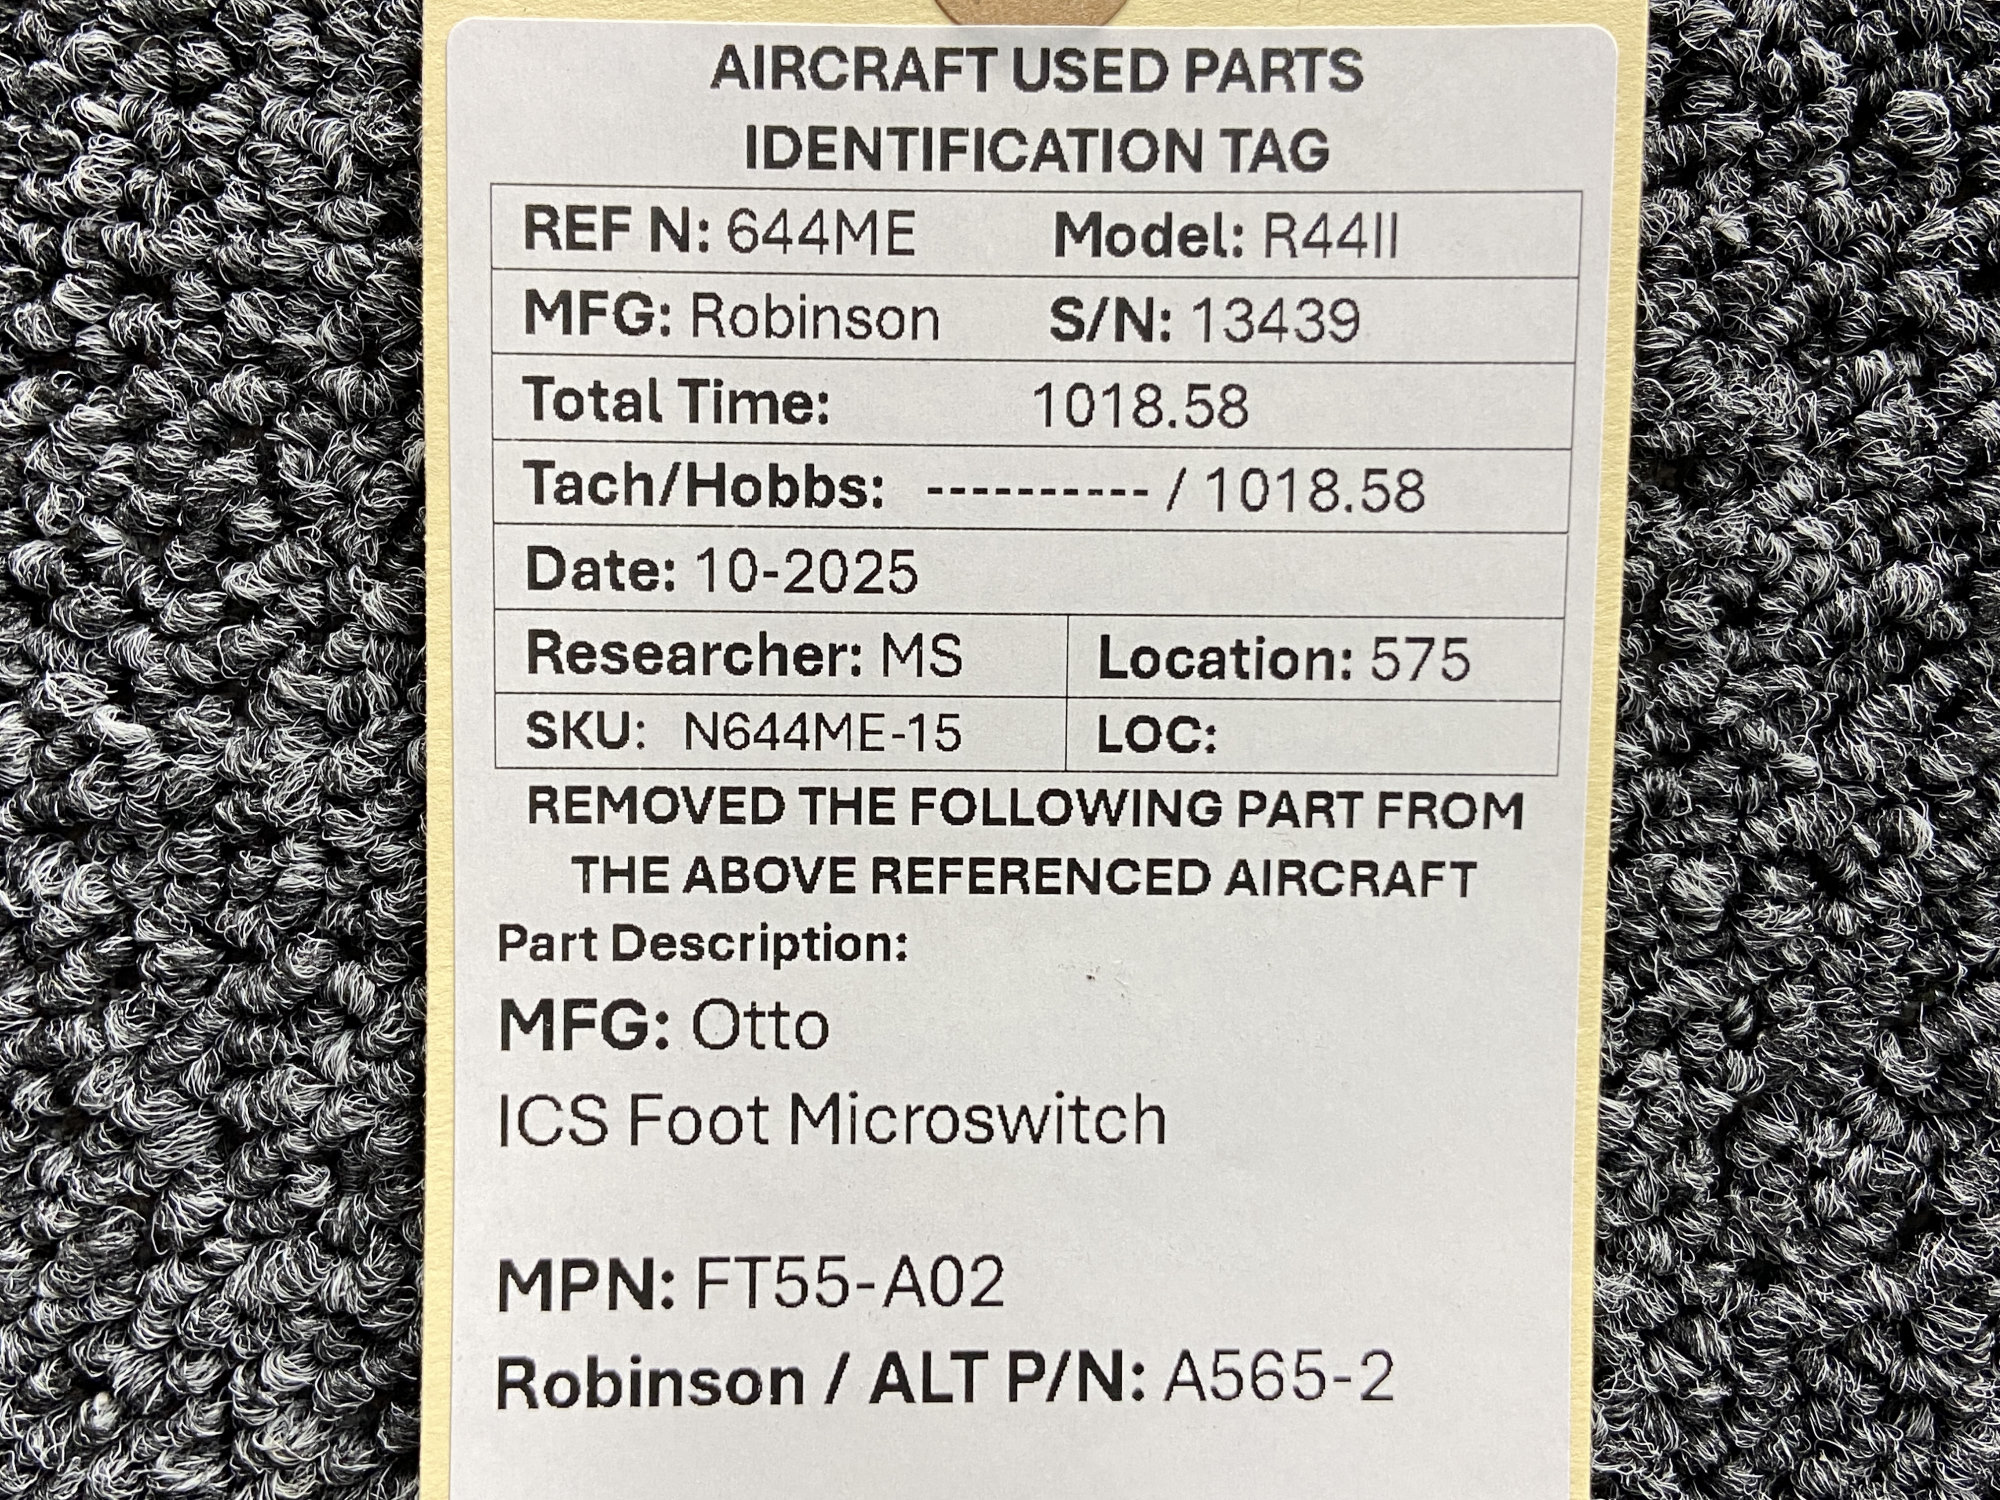 AIRCRAFT USED PARTS
IDENTIFICATION TAG
REF N: 644ME Model: R44II
MFG: Robinson S/N: 13439
Total Time: 1018.58
Tach/Hobbs: ---------- / 1018.58
Date: 10-2025
Researcher: MS Location: 575
SKU: N644ME-15 LOC:
REMOVED THE FOLLOWING PART FROM
THE ABOVE REFERENCED AIRCRAFT
Part Description:
MFG: Otto
ICS Foot Microswitch
MPN: FT55-A02
Robinson / ALT P/N: A565-2